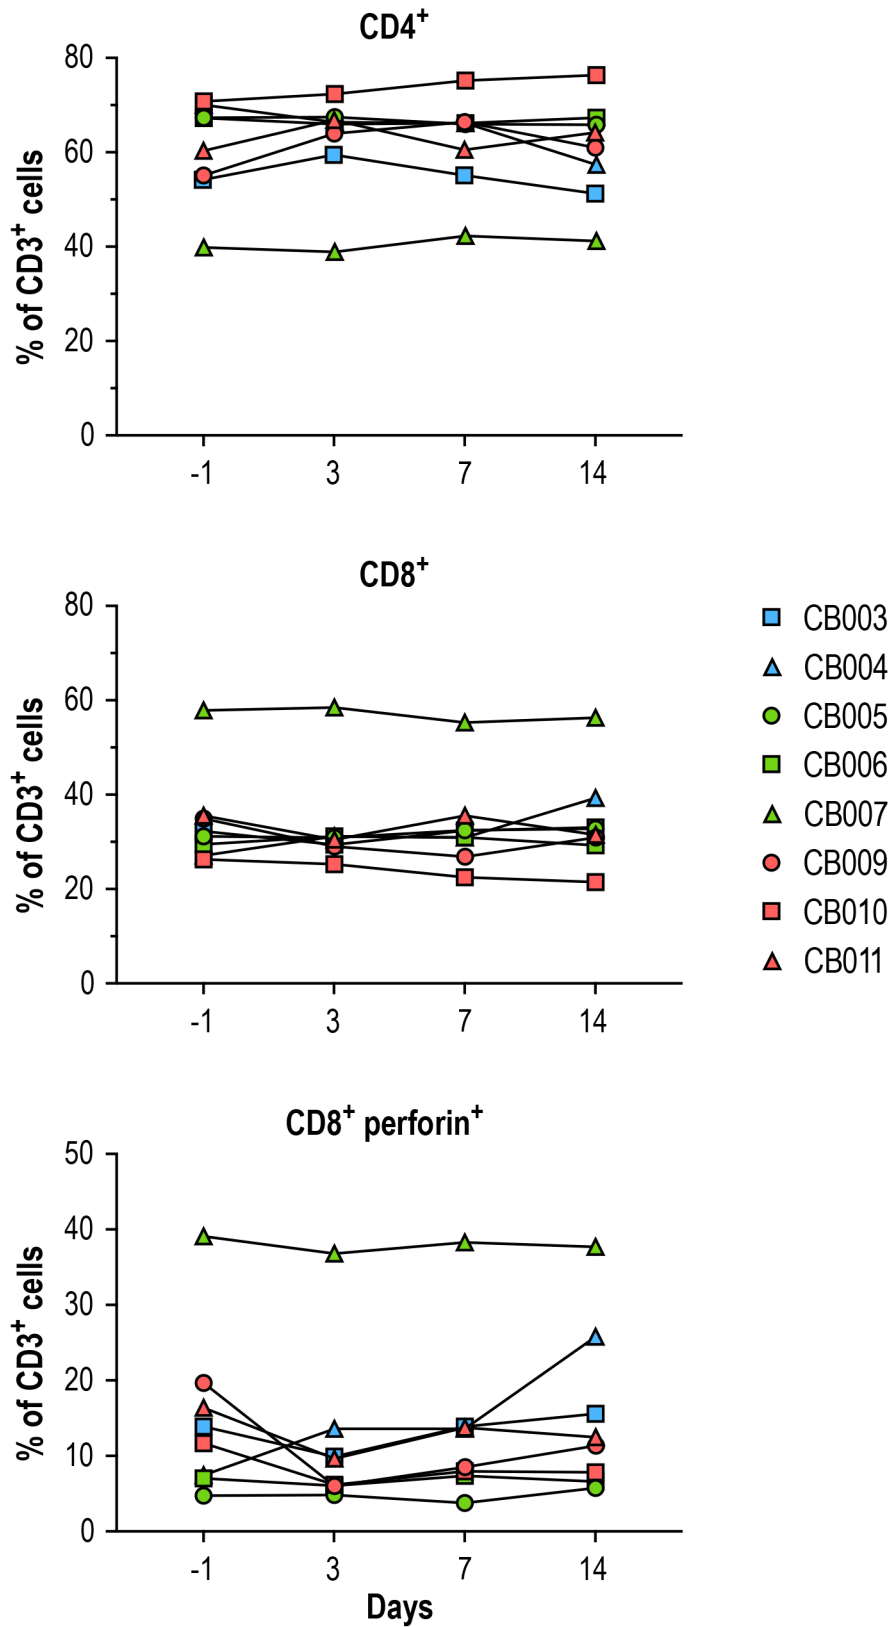 CD4⁺
80
60
40
20
0
% of CD3⁺ cells
-1 3 7 14
CD8⁺
80
60
40
20
0
% of CD3⁺ cells
-1 3 7 14
CB003
CB004
CB005
CB006
CB007
CB009
CB010
CB011
CD8⁺ perforin⁺
50
40
30
20
10
0
% of CD3⁺ cells
-1 3 7 14
Days